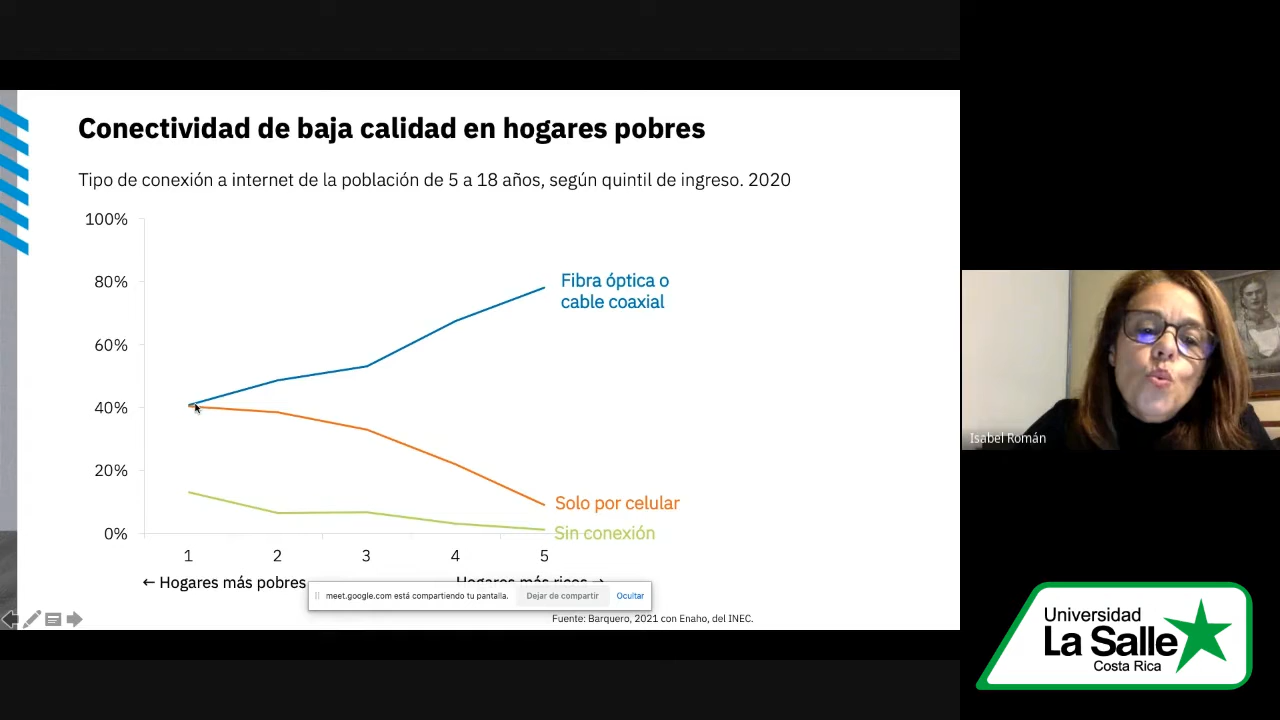 Conectividad de baja calidad en hogares pobres
Tipo de conexión a internet de la población de 5 a 18 años, según quintil de ingreso. 2020
100%
80%
60%
40%
20%
0%
Fibra óptica o
cable coaxial
Solo por celular
Sin conexión
1 2 3 4 5
← Hogares más pobres Hogares más ricos →
meet.google.com está compartiendo tu pantalla. Dejar de compartir Ocultar
Fuente: Barquero, 2021 con Enaho, del INEC.
Isabel Román
Universidad
La Salle
Costa Rica